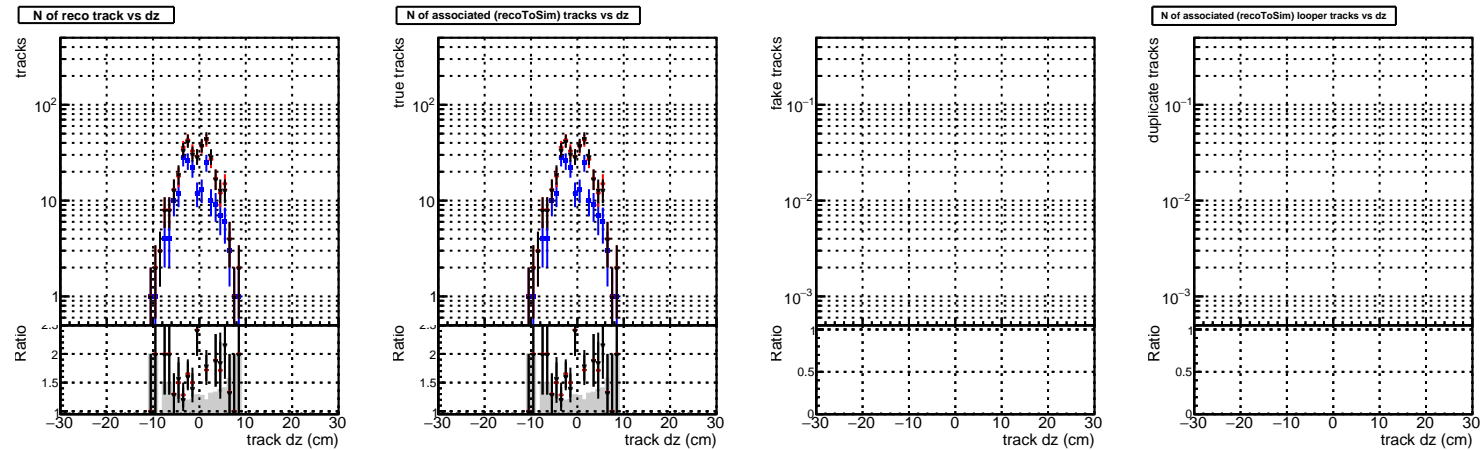 N of reco track vs dz
tracks
10²
10
1
Ratio
2.5
2
1.5
1
−30 −20 −10 0 10 20 30
track dz (cm)
N of associated (recoToSim) tracks vs dz
true tracks
10²
10
1
Ratio
2.5
2
1.5
1
−30 −20 −10 0 10 20 30
track dz (cm)
fake tracks
10⁻¹
10⁻²
10⁻³
Ratio
1
0.5
0
−30 −20 −10 0 10 20 30
track dz (cm)
N of associated (recoToSim) looper tracks vs dz
duplicate tracks
10⁻¹
10⁻²
10⁻³
Ratio
1
0.5
0
−30 −20 −10 0 10 20 30
track dz (cm)